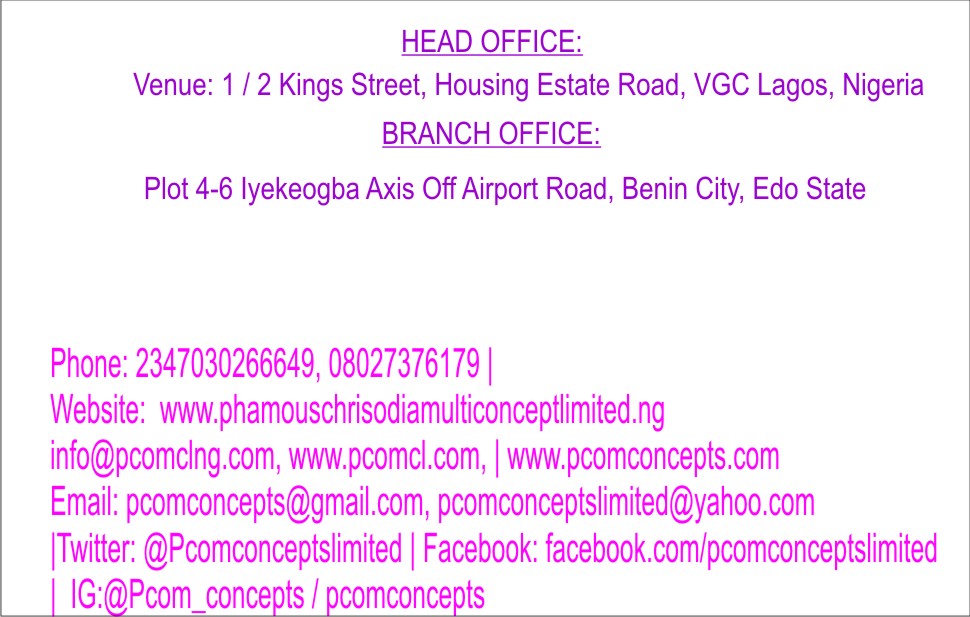 HEAD OFFICE:
Venue: 1 / 2 Kings Street, Housing Estate Road, VGC Lagos, Nigeria
BRANCH OFFICE:
Plot 4-6 Iyekeogba Axis Off Airport Road, Benin City, Edo State
Phone: 2347030266649, 08027376179 |
Website:  www.phamouschrisodiamulticonceptlimited.ng
info@pcomclng.com, www.pcomcl.com, | www.pcomconcepts.com
Email: pcomconcepts@gmail.com, pcomconceptslimited@yahoo.com
|Twitter: @Pcomconceptslimited | Facebook: facebook.com/pcomconceptslimited
|  IG:@Pcom_concepts / pcomconcepts